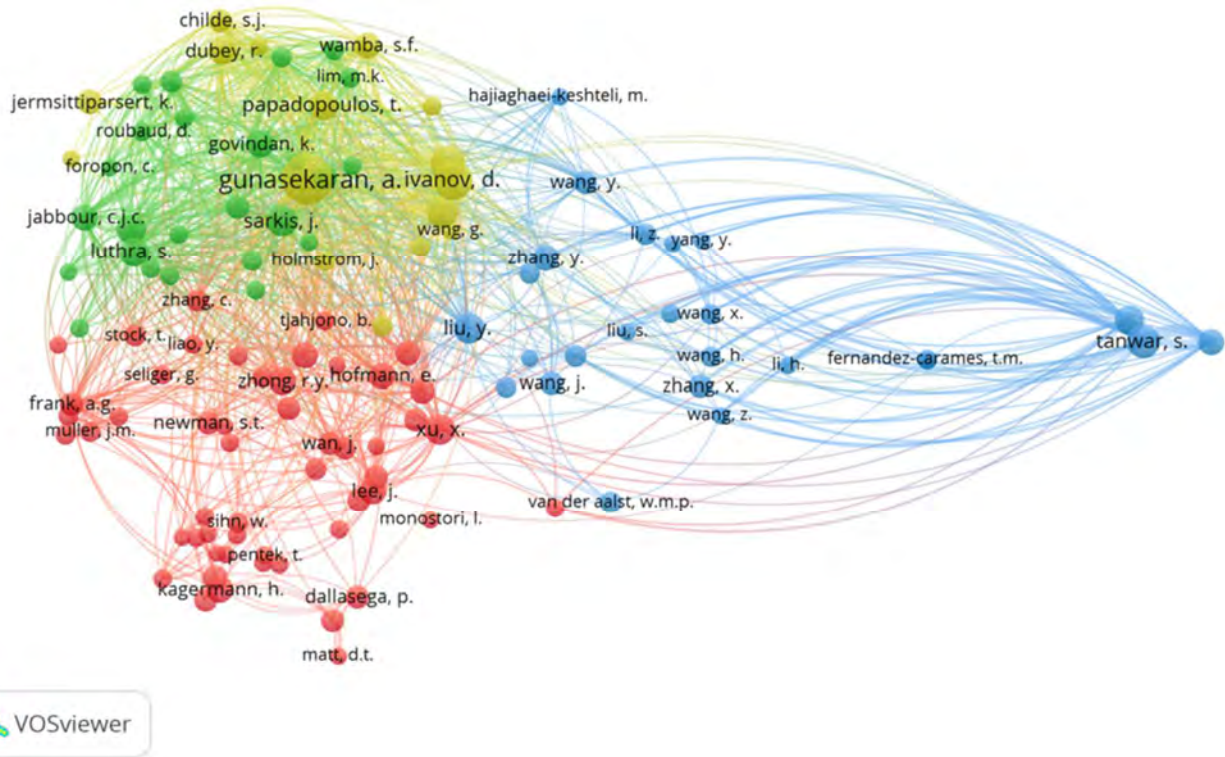 childe, s.j.
dubey, r.
wamba, s.f.
lim, m.k.
hajiaghaei-keshteli, m.
jermsittiparsert, k.
papadopoulos, t.
roubaud, d.
govindan, k.
foropon, c.
gunasekaran, a.
ivanov, d.
wang, y.
jabbour, c.j.c.
sarkis, j.
wang, g.
li, z.
yang, y.
luthra, s.
holmstrom, j.
zhang, y.
zhang, c.
tjahjono, b.
liu, y.
liu, s.
wang, x.
stock, t.
liao, y.
tanwar, s.
wang, h.
fernandez-carames, t.m.
li, h.
seliger, g.
zhong, r.y.
hofmann, e.
wang, j.
zhang, x.
frank, a.g.
wang, z.
muller, j.m.
newman, s.t.
xu, x.
wan, j.
lee, j.
van der aalst, w.m.p.
sihn, w.
monostori, l.
pentek, t.
kagermann, h.
dallasega, p.
matt, d.t.
VOSviewer